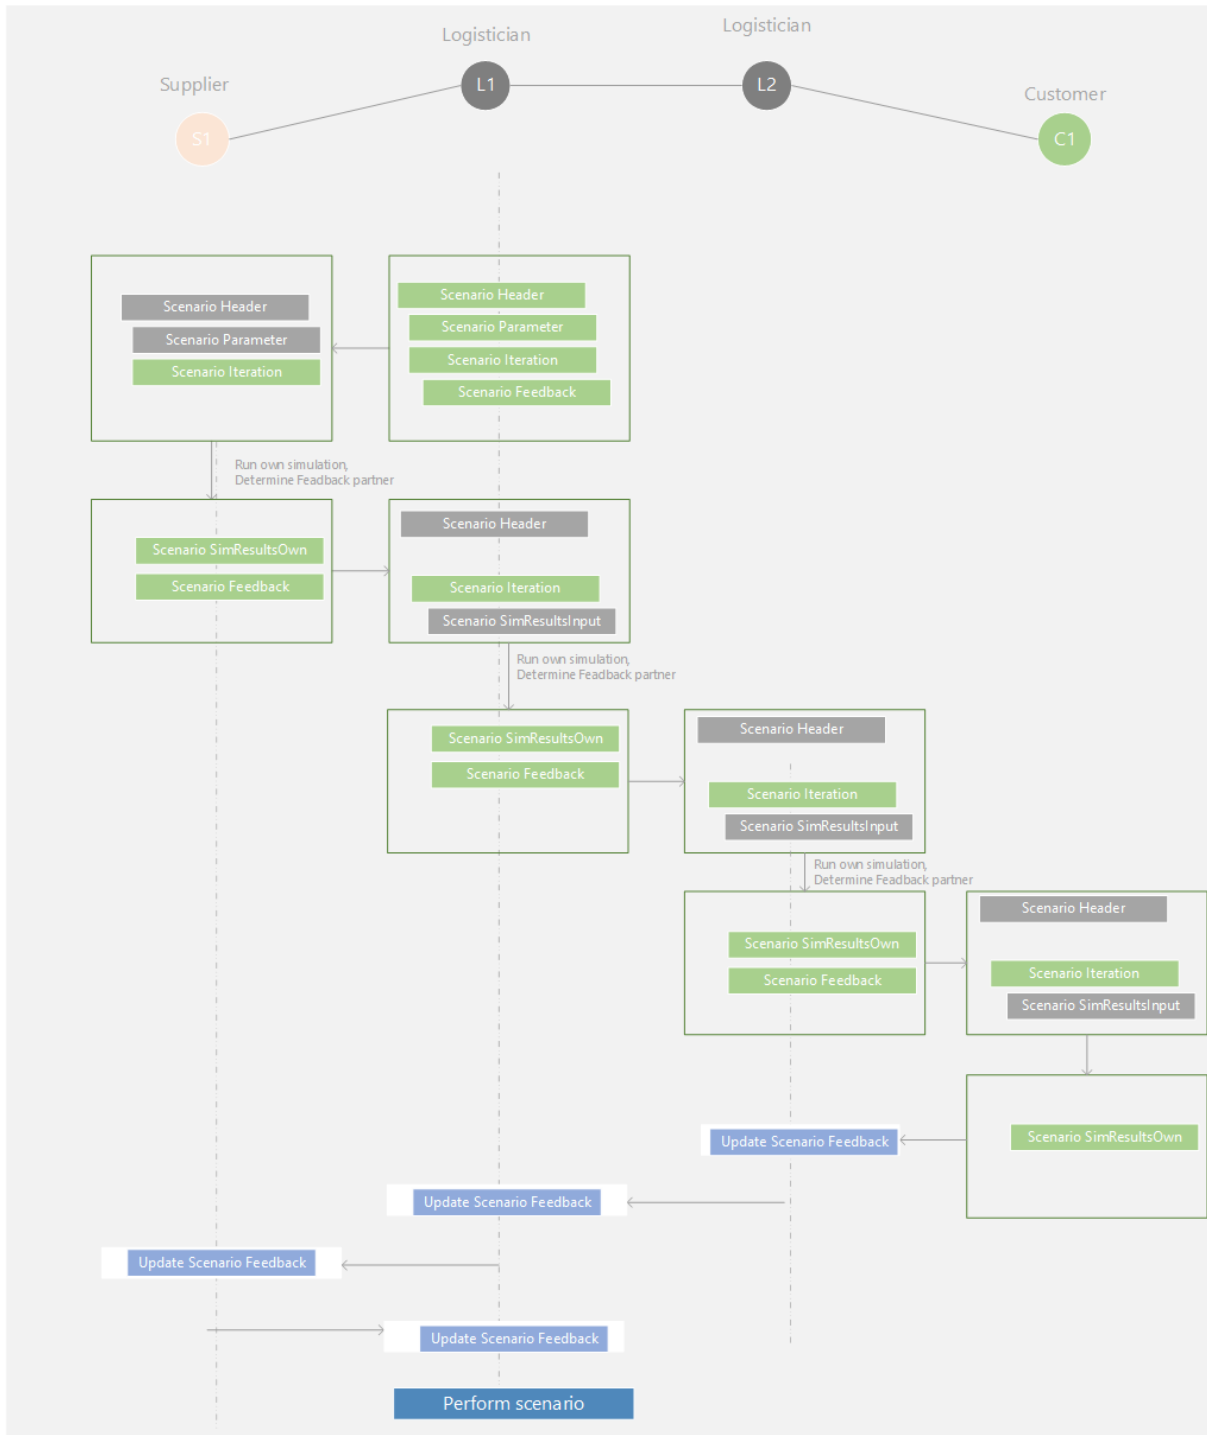 Logistician
Logistician
Supplier
L1
L2
Customer
S1
C1
Scenario Header
Scenario Parameter
Scenario Iteration
Scenario Header
Scenario Parameter
Scenario Iteration
Scenario Feedback
Run own simulation,
Determine Feadback partner
Scenario SimResultsOwn
Scenario Feedback
Scenario Header
Scenario Iteration
Scenario SimResultsInput
Run own simulation,
Determine Feadback partner
Scenario SimResultsOwn
Scenario Feedback
Scenario Header
Scenario Iteration
Scenario SimResultsInput
Run own simulation,
Determine Feadback partner
Scenario SimResultsOwn
Scenario Feedback
Scenario Header
Scenario Iteration
Scenario SimResultsInput
Scenario SimResultsOwn
Update Scenario Feedback
Update Scenario Feedback
Update Scenario Feedback
Update Scenario Feedback
Perform scenario